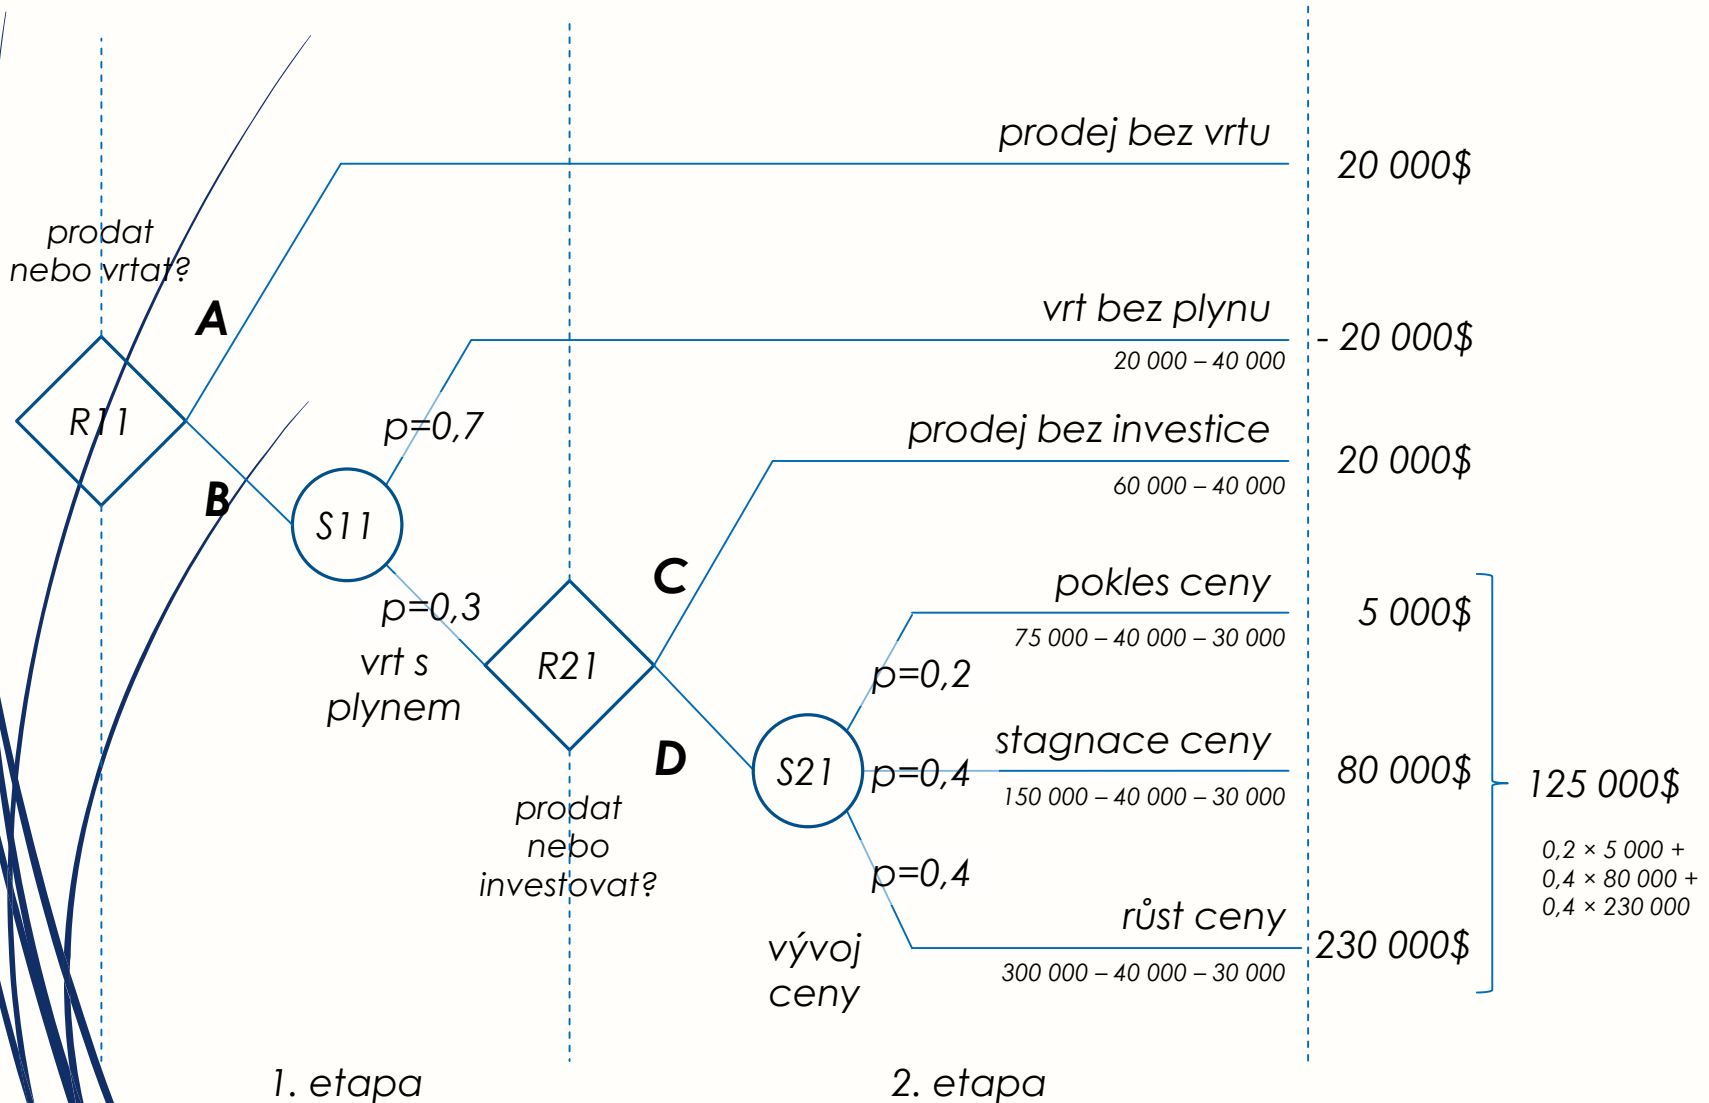 prodej bez vrtu
20 000$
prodat
nebo vrtat?
A
vrt bez plynu
- 20 000$
20 000 – 40 000
R11
p=0,7
prodej bez investice
20 000$
60 000 – 40 000
B
S11
C
pokles ceny
5 000$
75 000 – 40 000 – 30 000
p=0,3
vrt s
plynem
R21
p=0,2
stagnace ceny
D
S21
p=0,4
80 000$
150 000 – 40 000 – 30 000
125 000$
prodat
nebo
investovat?
0,2 × 5 000 +
0,4 × 80 000 +
0,4 × 230 000
p=0,4
růst ceny
230 000$
300 000 – 40 000 – 30 000
vývoj
ceny
1. etapa
2. etapa